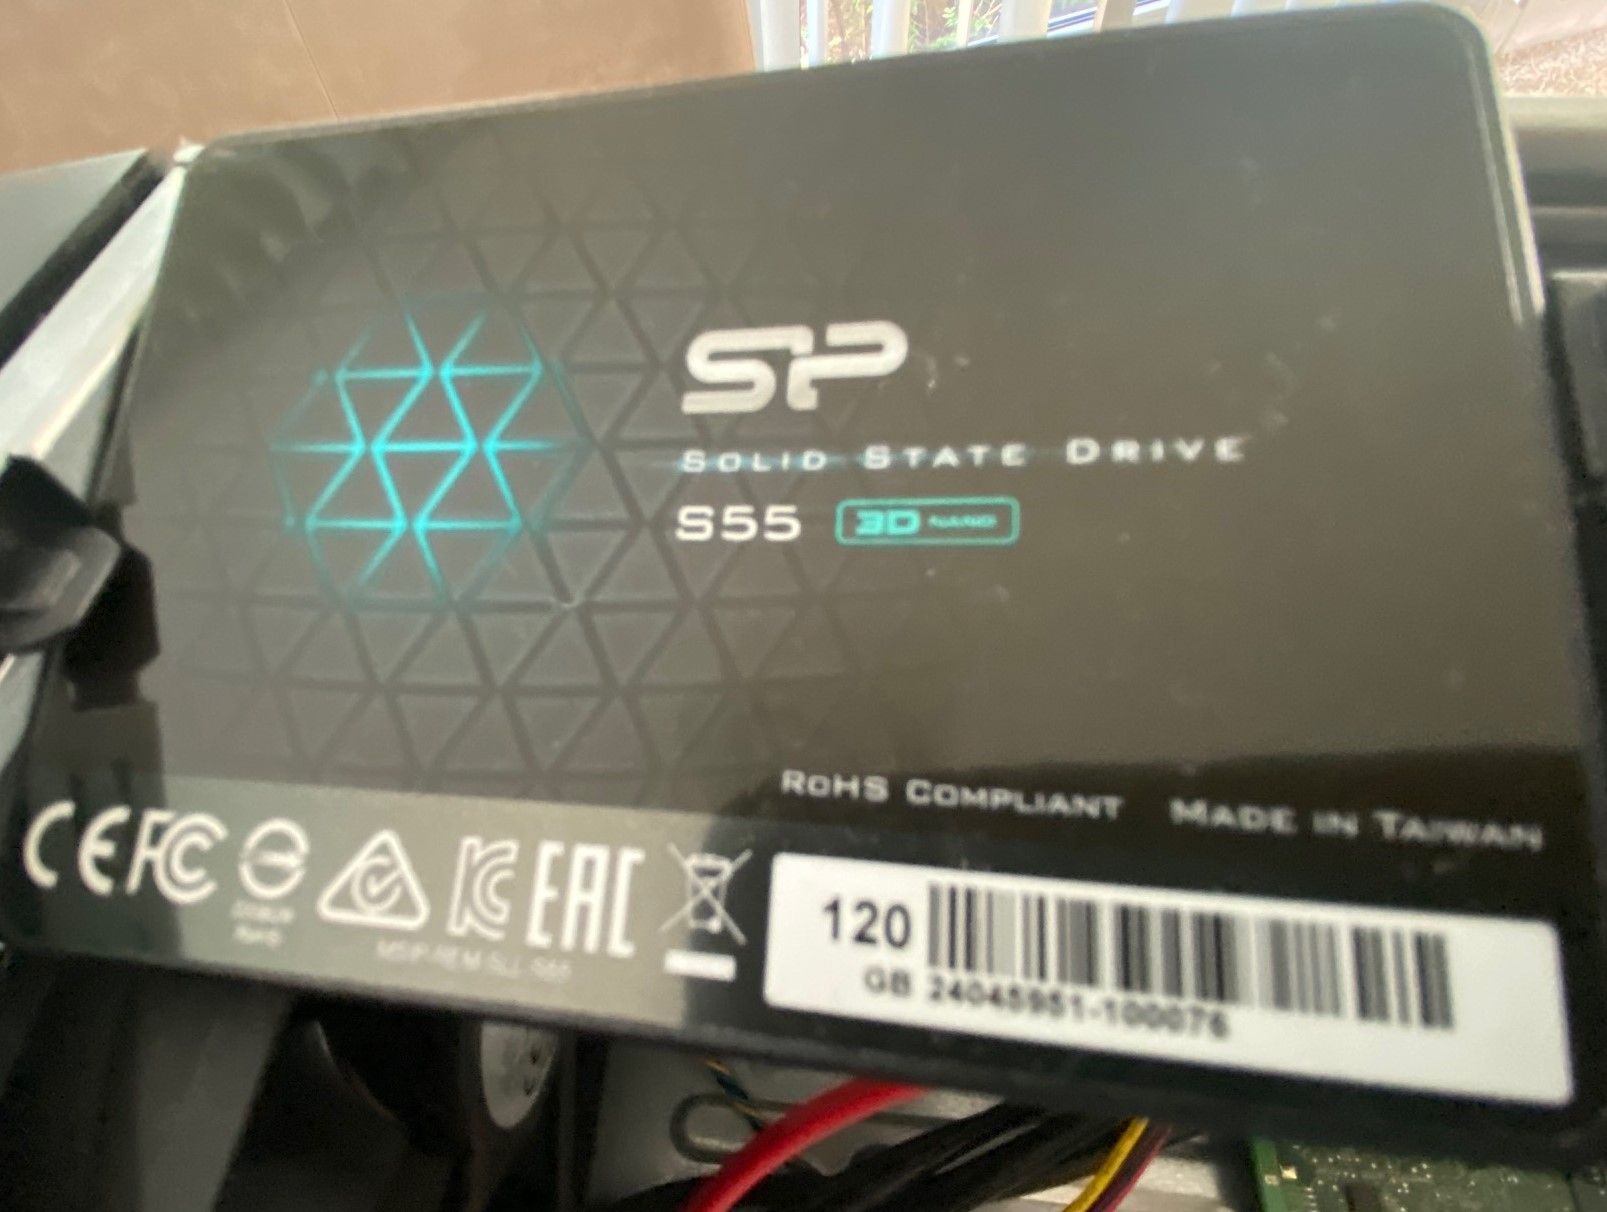 SP
SOLID STATE DRIVE
S55 3D NAND
ROHS COMPLIANT MADE IN TAIWAN
CE FC KC EAC
120
GB 24045951-100076